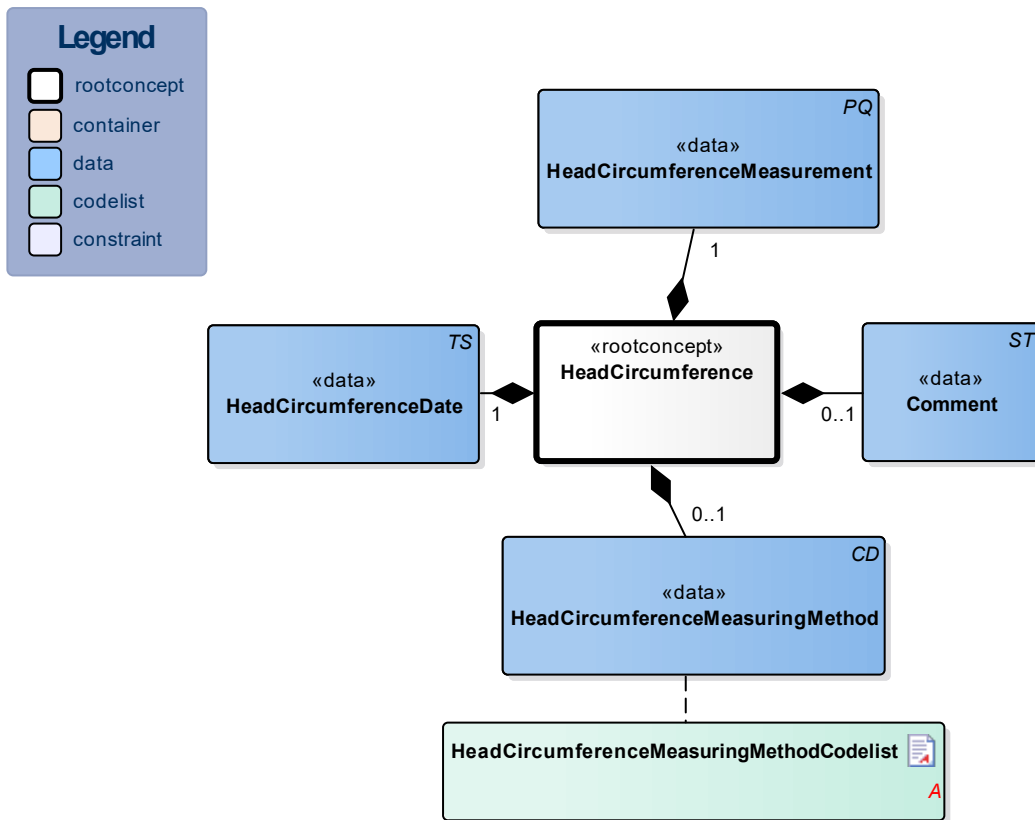 Legend
rootconcept
container
data
codelist
constraint
PQ
«data»
HeadCircumferenceMeasurement
1
TS
«data»
HeadCircumferenceDate
1
«rootconcept»
HeadCircumference
ST
«data»
Comment
0..1
0..1
CD
«data»
HeadCircumferenceMeasuringMethod
HeadCircumferenceMeasuringMethodCodelist
A